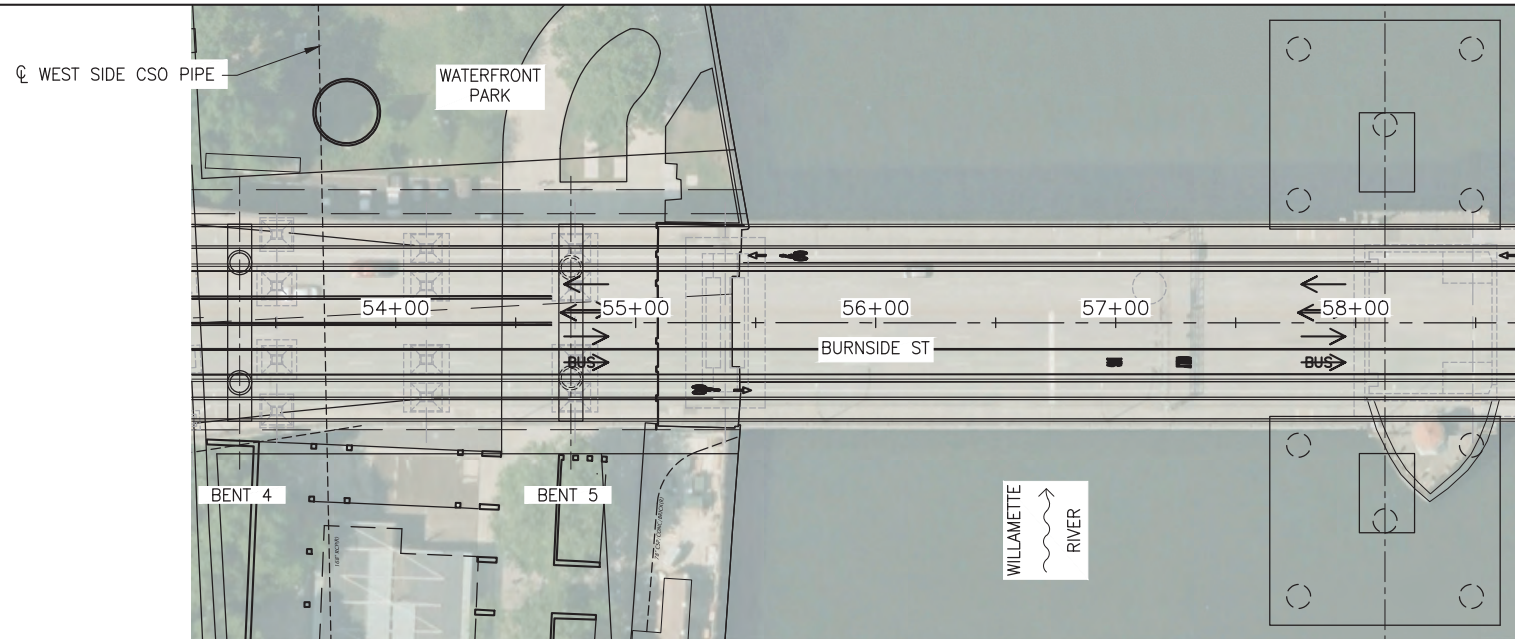 ℄ WEST SIDE CSO PIPE
WATERFRONT
PARK
54+00
55+00
56+00
57+00
58+00
BURNSIDE ST
BUS
BUS
BENT 4
BENT 5
WILLAMETTE
RIVER